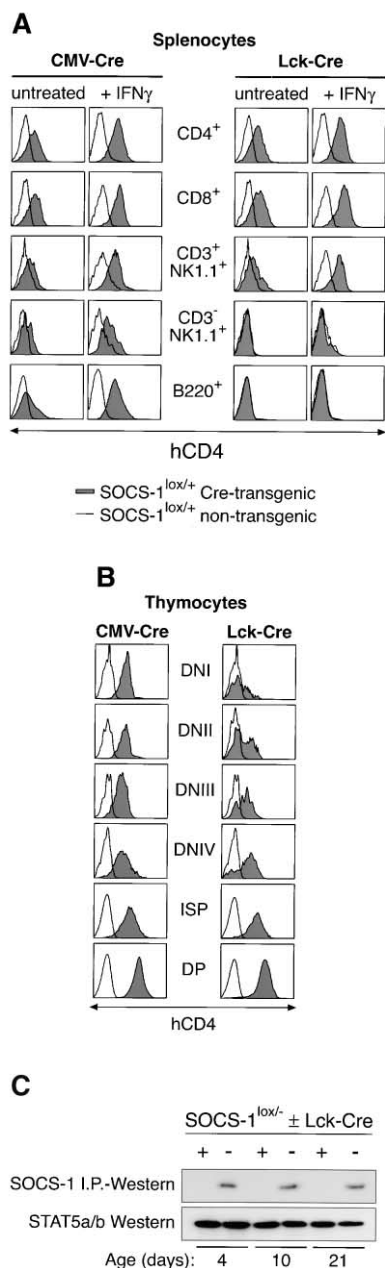 A
Splenocytes
CMV-Cre
Lck-Cre
untreated + IFNγ
untreated + IFNγ
CD4+
CD8+
CD3+
NK1.1+
CD3-
NK1.1+
B220+
hCD4
SOCS-1lox/+ Cre-transgenic
SOCS-1lox/+ non-transgenic
B
Thymocytes
CMV-Cre
Lck-Cre
DNI
DNII
DNIII
DNIV
ISP
DP
hCD4
C
SOCS-1lox/- ± Lck-Cre
+ - + - + -
SOCS-1 I.P.-Western
STAT5a/b Western
Age (days): 4 10 21